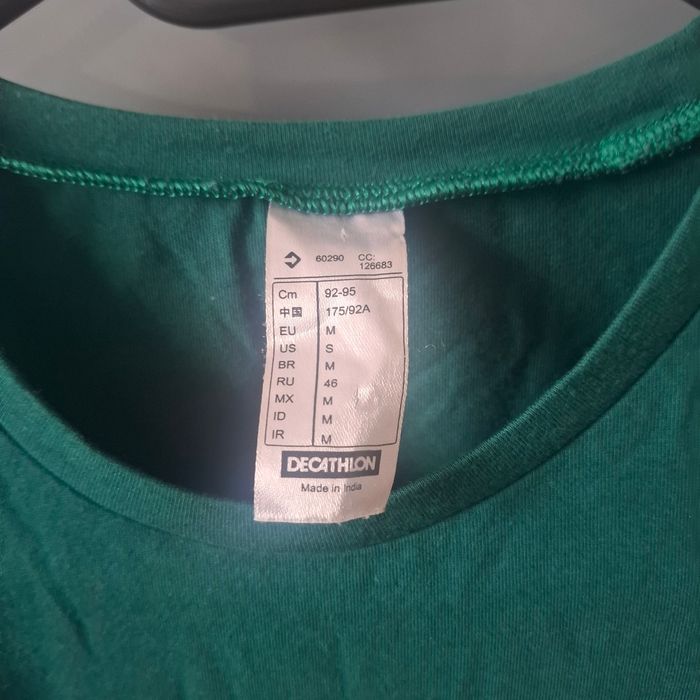 60290 CC:
126683
Cm 92-95
中国 175/92A
EU M
US S
BR M
RU 46
MX M
ID M
IR M
DECATHLON
Made in India